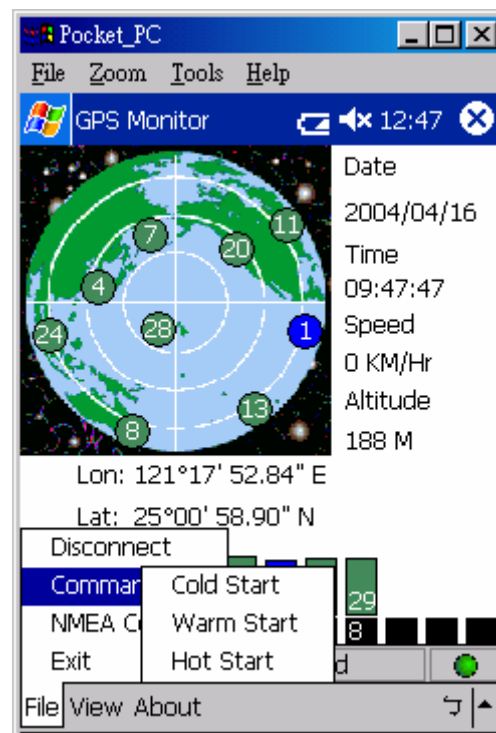 Pocket_PC
File Zoom Tools Help
GPS Monitor 12:47
Date
2004/04/16
Time
09:47:47
Speed
0 KM/Hr
Altitude
188 M
11
7
20
4
24
28
1
13
8
Lon: 121°17' 52.84" E
Lat: 25°00' 58.90" N
Disconnect
Comman
NMEA C
Exit
Cold Start
Warm Start
Hot Start
29
8
d
File View About